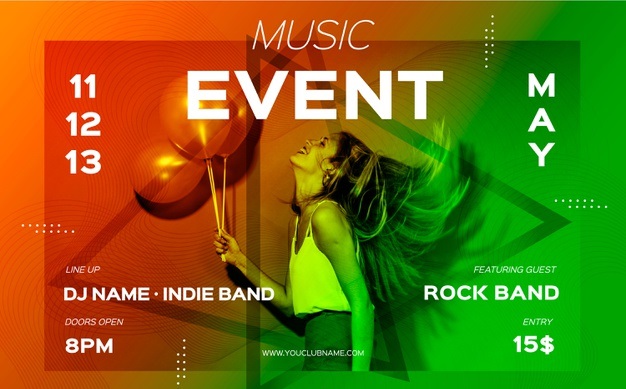 MUSIC
EVENT
11
12
13
M
A
Y
LINE UP
DJ NAME · INDIE BAND
DOORS OPEN
8PM
FEATURING GUEST
ROCK BAND
ENTRY
15$
WWW.YOUCLUBNAME.COM